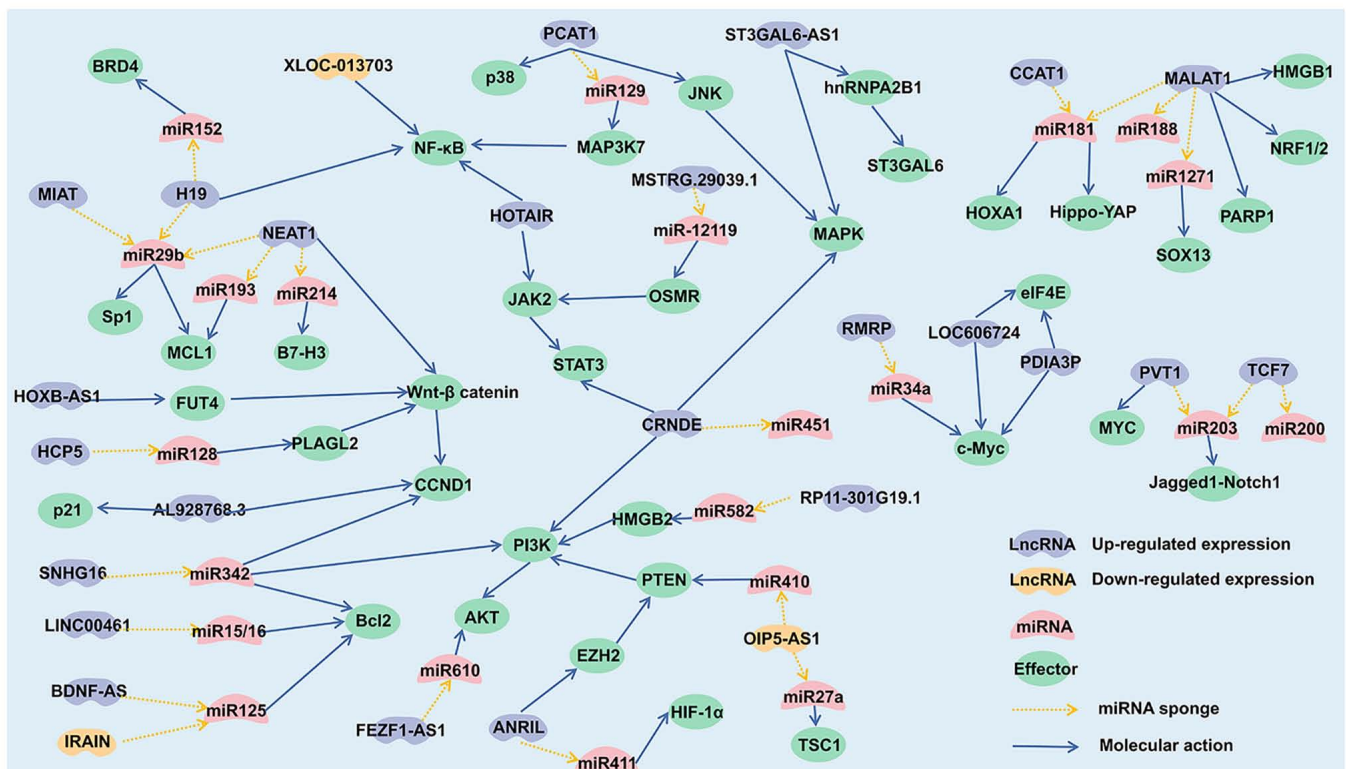 PCAT1
ST3GAL6-AS1
BRD4
XLOC-013703
p38
miR129
JNK
hnRNPA2B1
CCAT1
MALAT1
HMGB1
miR152
NF-κB
MAP3K7
ST3GAL6
miR181
miR188
NRF1/2
MIAT
H19
MSTRG.29039.1
miR1271
NEAT1
HOTAIR
miR-12119
MAPK
HOXA1
Hippo-YAP
PARP1
miR29b
SOX13
miR193
miR214
JAK2
OSMR
eIF4E
Sp1
MCL1
B7-H3
STAT3
RMRP
LOC606724
PDIA3P
HOXB-AS1
FUT4
Wnt-β catenin
miR34a
PVT1
TCF7
CRNDE
miR451
MYC
miR203
miR200
HCP5
miR128
PLAGL2
c-Myc
Jagged1-Notch1
CCND1
p21
AL928768.3
HMGB2
miR582
RP11-301G19.1
PI3K
LncRNA Up-regulated expression
SNHG16
miR342
PTEN
miR410
LncRNA Down-regulated expression
LINC00461
miR15/16
Bcl2
AKT
OIP5-AS1
miRNA
EZH2
miR610
Effector
BDNF-AS
miR125
miR27a
HIF-1α
miRNA sponge
IRAIN
FEZF1-AS1
ANRIL
TSC1
Molecular action
miR411